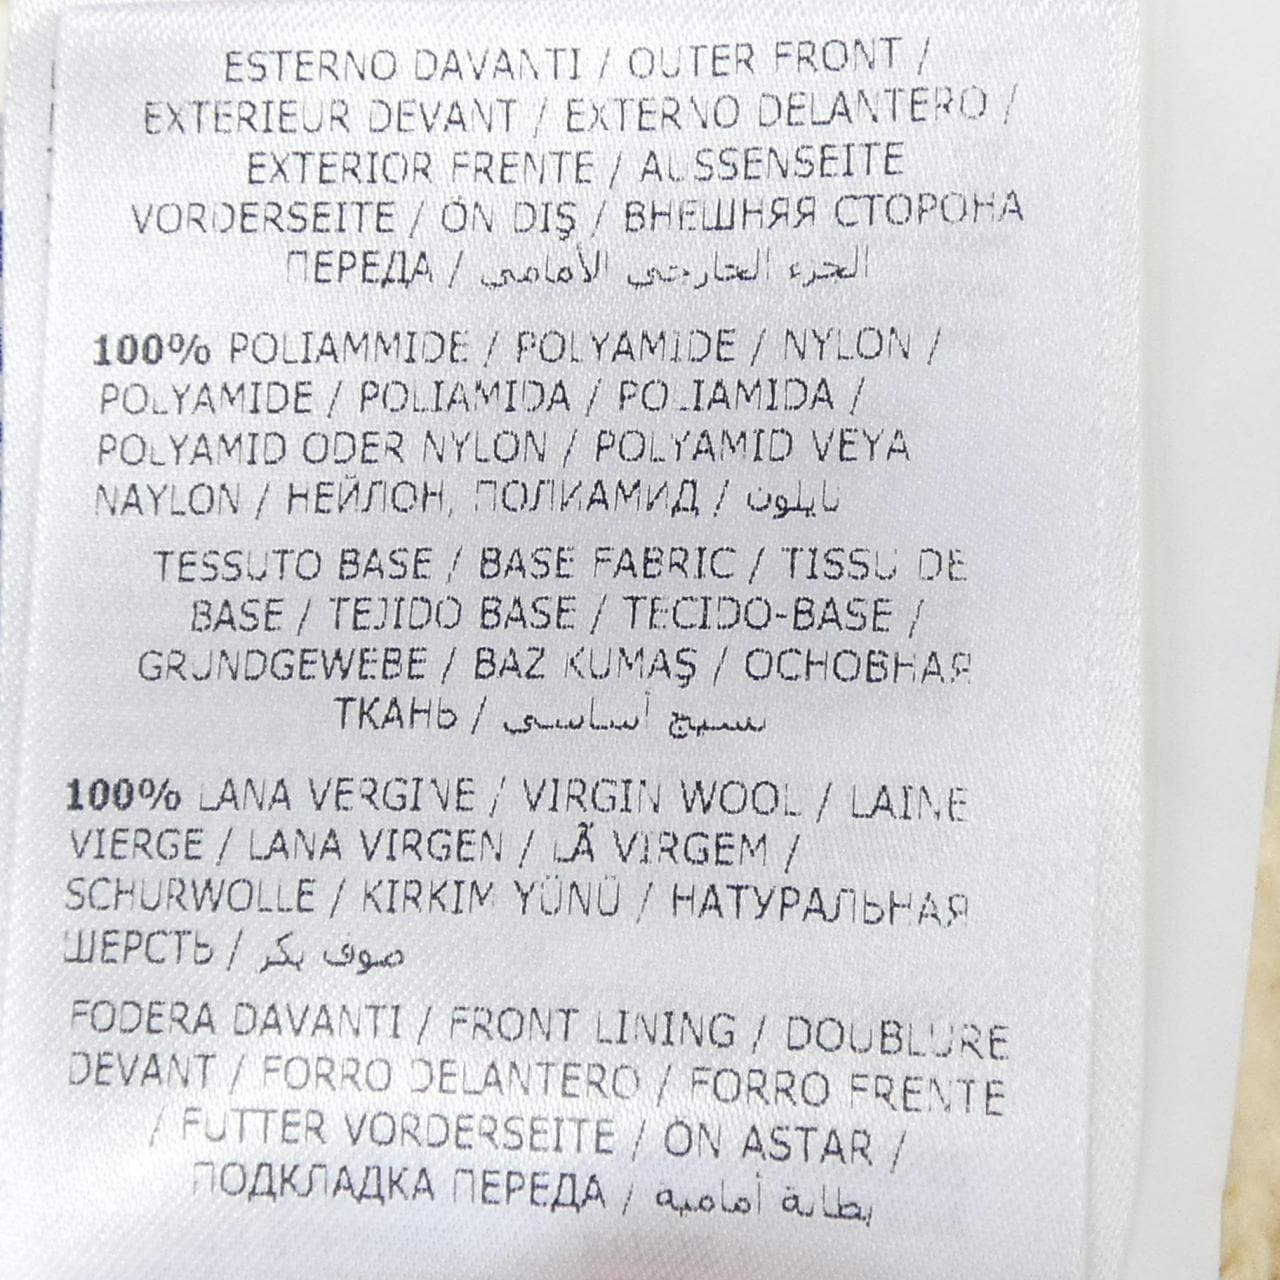 ESTERNO DAVANTI / OUTER FRONT /
EXTERIEUR DEVANT / EXTERNO DELANTERO /
EXTERIOR FRENTE / AUSSENSEITE
VORDERSEITE / ÖN DIŞ / ВНЕШНЯЯ СТОРОНА
ПЕРЕДА / الجزء الخارجي الأمامي
100% POLIAMMIDE / POLYAMIDE / NYLON /
POLYAMIDE / POLIAMIDA / POLIAMIDA /
POLYAMID ODER NYLON / POLYAMID VEYA
NAYLON / НЕЙЛОН, ПОЛИАМИД / نايلون
TESSUTO BASE / BASE FABRIC / TISSU DE
BASE / TEJIDO BASE / TECIDO-BASE /
GRUNDGEWEBE / BAZ KUMAŞ / ОСНОВНАЯ
ТКАНЬ / نسيج أساسي
100% LANA VERGINE / VIRGIN WOOL / LAINE
VIERGE / LANA VIRGEN / LÃ VIRGEM /
SCHURWOLLE / KIRKIM YÜNÜ / НАТУРАЛЬНАЯ
ШЕРСТЬ / صوف بكر
FODERA DAVANTI / FRONT LINING / DOUBLURE
DEVANT / FORRO DELANTERO / FORRO FRENTE
/ FUTTER VORDERSEITE / ÖN ASTAR /
ПОДКЛАДКА ПЕРЕДА / بطانة أمامية